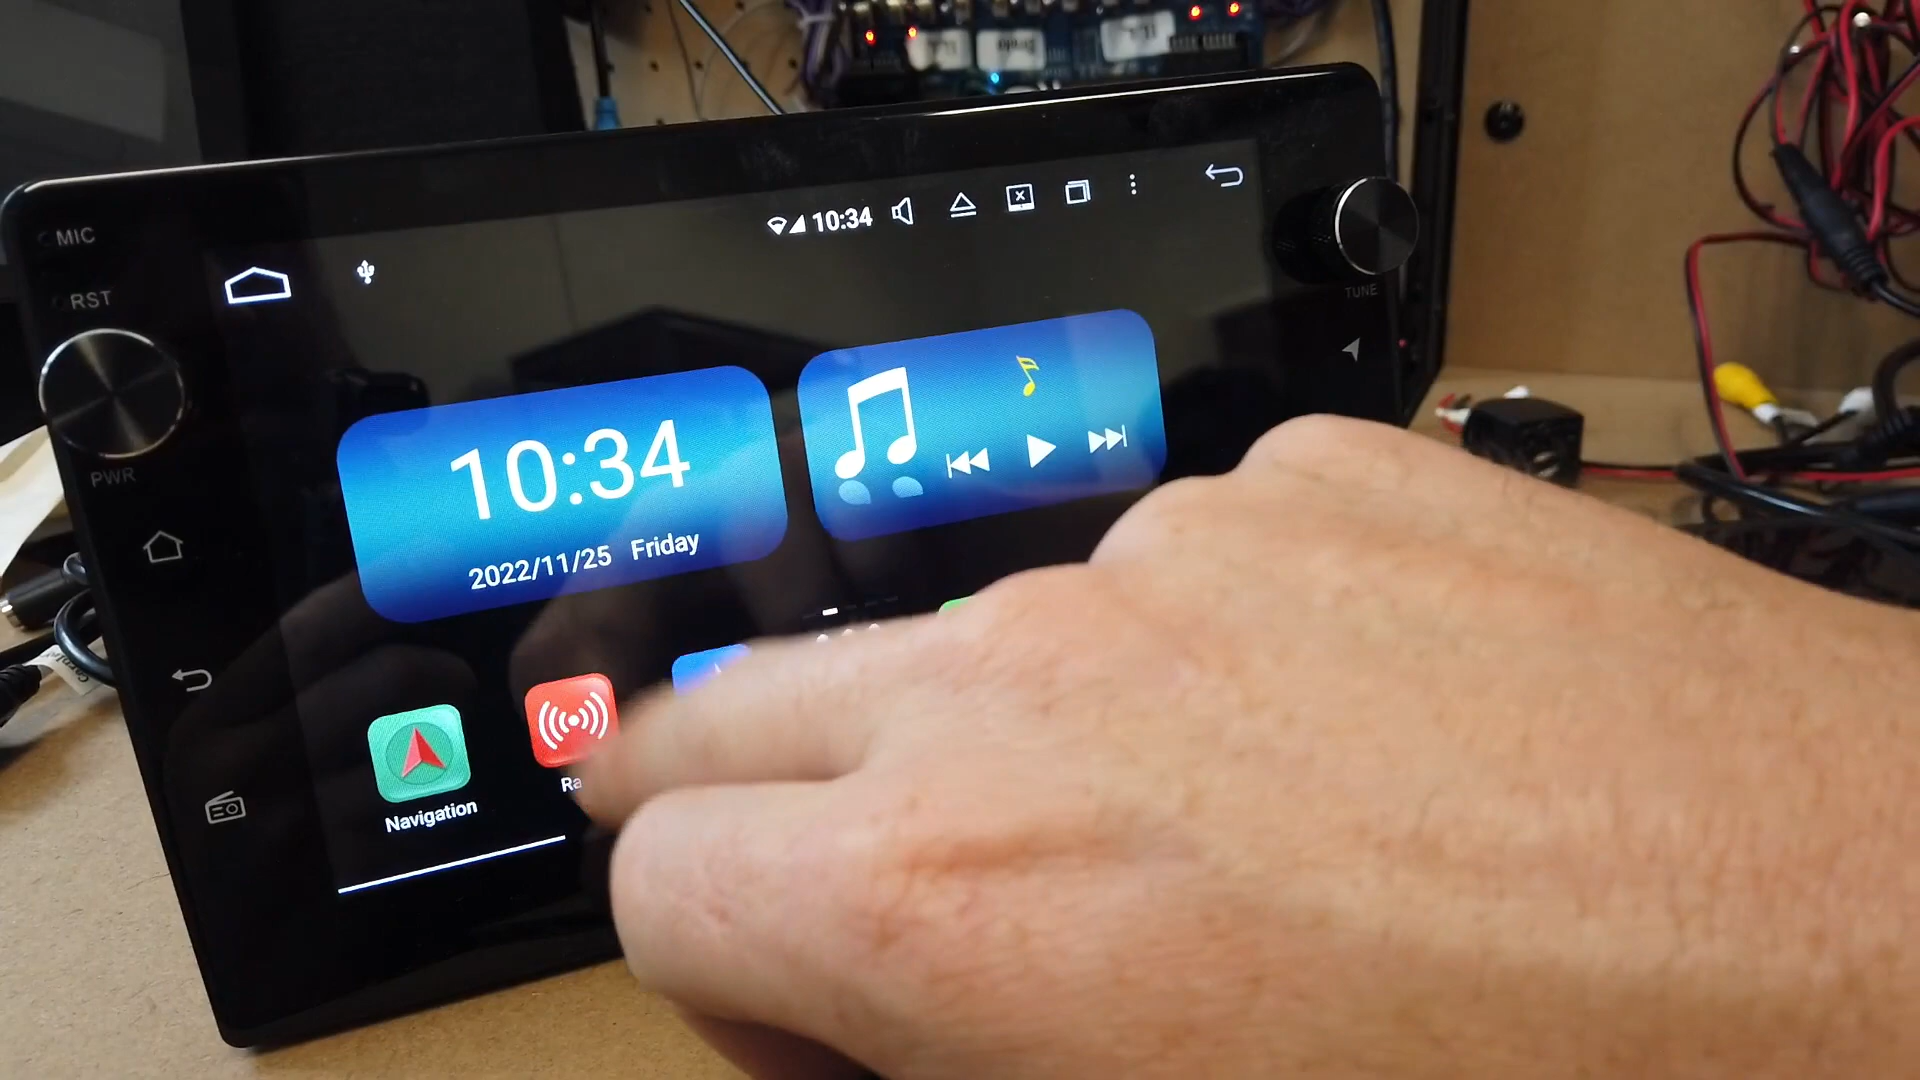 MIC
RST
10:34
TUNE
10:34
2022/11/25 Friday
PWR
Navigation
Ra